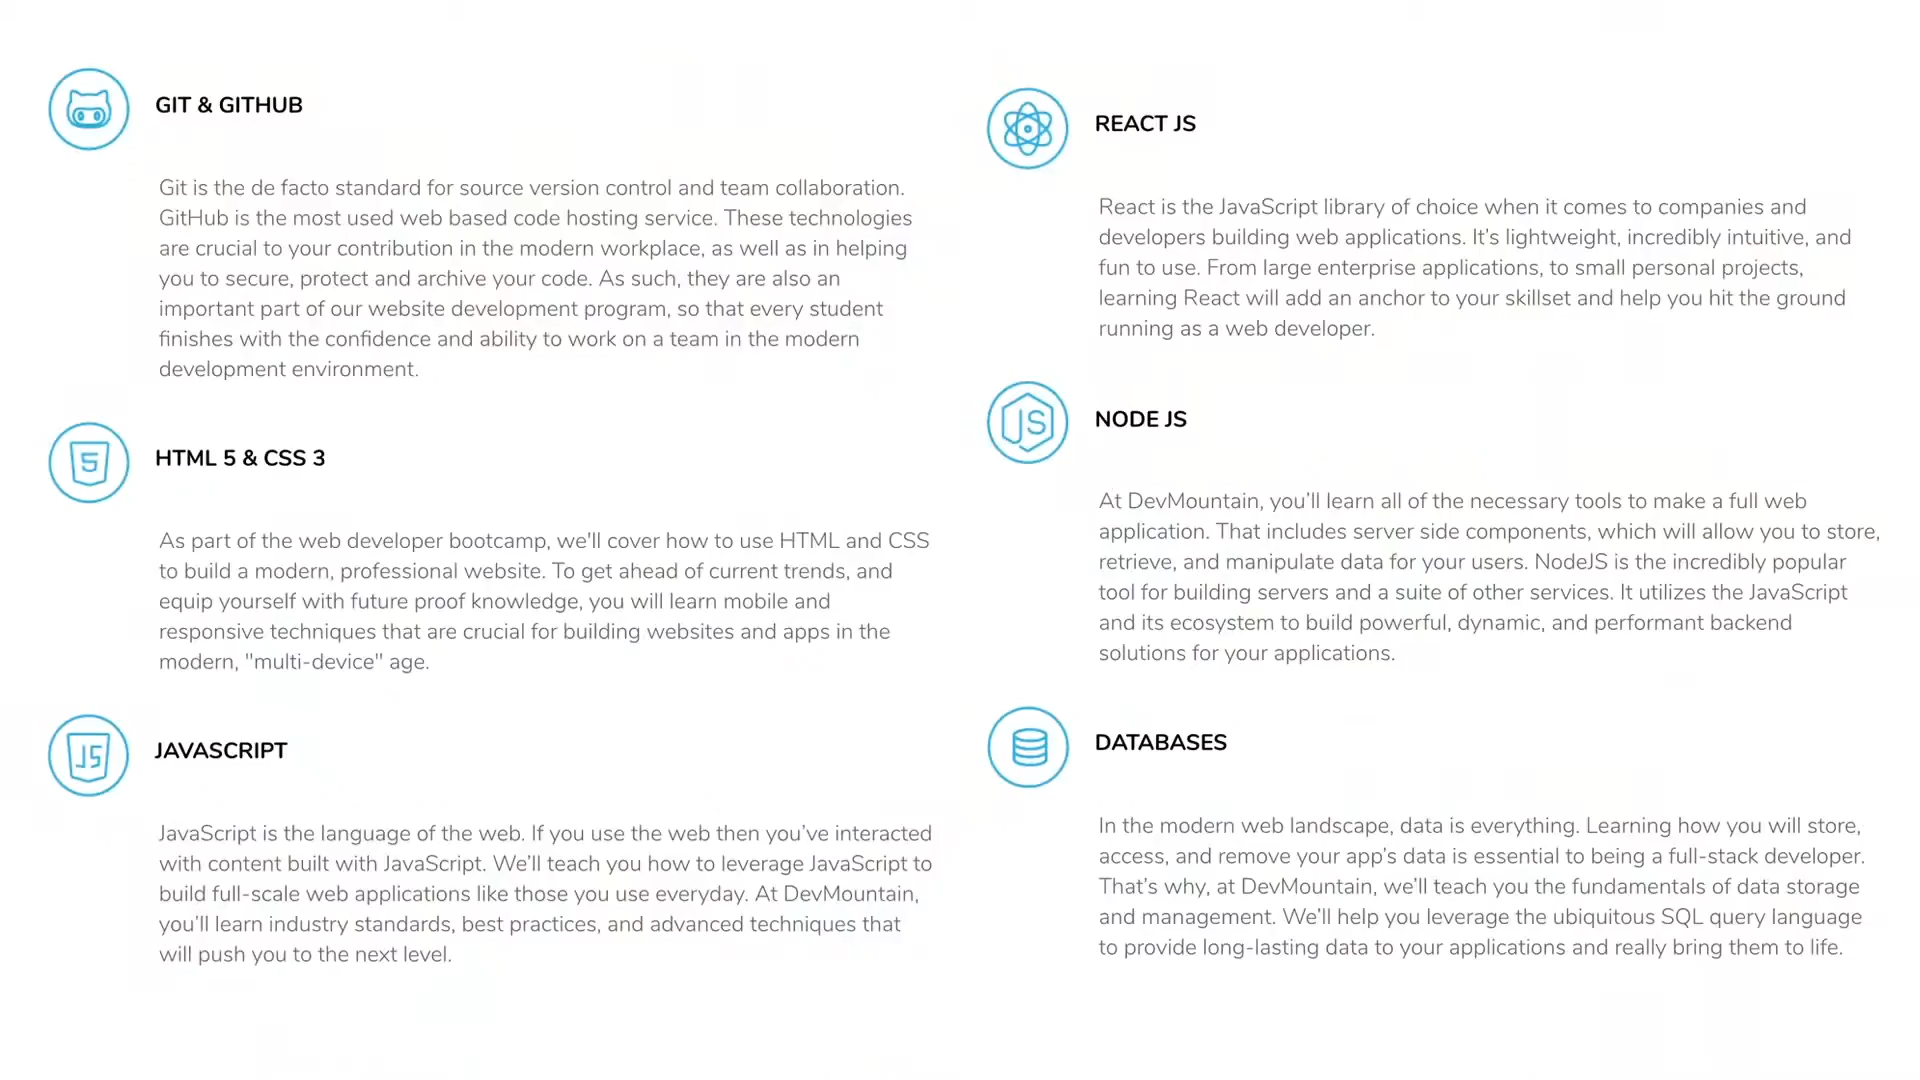 GIT & GITHUB
Git is the de facto standard for source version control and team collaboration.
GitHub is the most used web based code hosting service. These technologies
are crucial to your contribution in the modern workplace, as well as in helping
you to secure, protect and archive your code. As such, they are also an
important part of our website development program, so that every student
finishes with the confidence and ability to work on a team in the modern
development environment.
5
HTML 5 & CSS 3
As part of the web developer bootcamp, we'll cover how to use HTML and CSS
to build a modern, professional website. To get ahead of current trends, and
equip yourself with future proof knowledge, you will learn mobile and
responsive techniques that are crucial for building websites and apps in the
modern, "multi-device" age.
JS
JAVASCRIPT
JavaScript is the language of the web. If you use the web then you’ve interacted
with content built with JavaScript. We’ll teach you how to leverage JavaScript to
build full-scale web applications like those you use everyday. At DevMountain,
you’ll learn industry standards, best practices, and advanced techniques that
will push you to the next level.
REACT JS
React is the JavaScript library of choice when it comes to companies and
developers building web applications. It’s lightweight, incredibly intuitive, and
fun to use. From large enterprise applications, to small personal projects,
learning React will add an anchor to your skillset and help you hit the ground
running as a web developer.
JS
NODE JS
At DevMountain, you’ll learn all of the necessary tools to make a full web
application. That includes server side components, which will allow you to store,
retrieve, and manipulate data for your users. NodeJS is the incredibly popular
tool for building servers and a suite of other services. It utilizes the JavaScript
and its ecosystem to build powerful, dynamic, and performant backend
solutions for your applications.
DATABASES
In the modern web landscape, data is everything. Learning how you will store,
access, and remove your app’s data is essential to being a full-stack developer.
That’s why, at DevMountain, we’ll teach you the fundamentals of data storage
and management. We’ll help you leverage the ubiquitous SQL query language
to provide long-lasting data to your applications and really bring them to life.